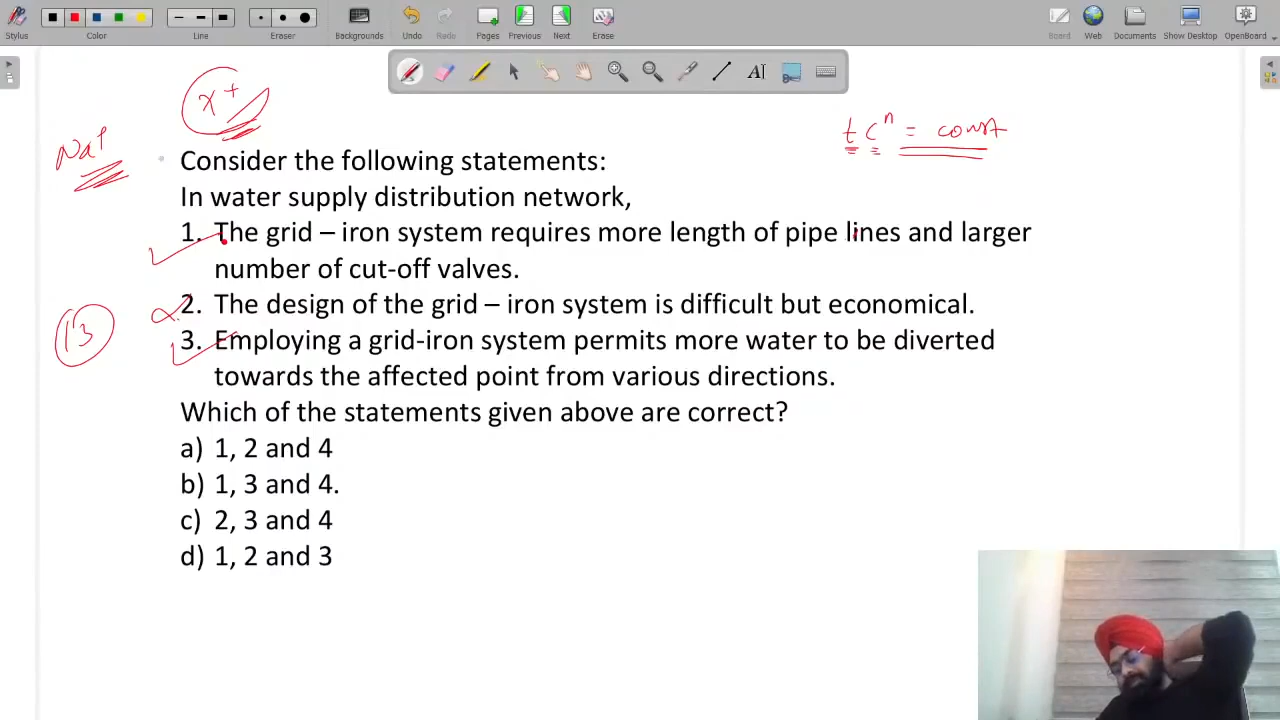 Stylus Color Line Eraser Backgrounds Undo Redo Pages Previous Next Erase Board Web Documents Show Desktop OpenBoard
x+
Na+
t c^n = const
Consider the following statements:
In water supply distribution network,
1. The grid – iron system requires more length of pipe lines and larger
number of cut-off valves.
2. The design of the grid – iron system is difficult but economical.
13
3. Employing a grid-iron system permits more water to be diverted
towards the affected point from various directions.
Which of the statements given above are correct?
a) 1, 2 and 4
b) 1, 3 and 4.
c) 2, 3 and 4
d) 1, 2 and 3